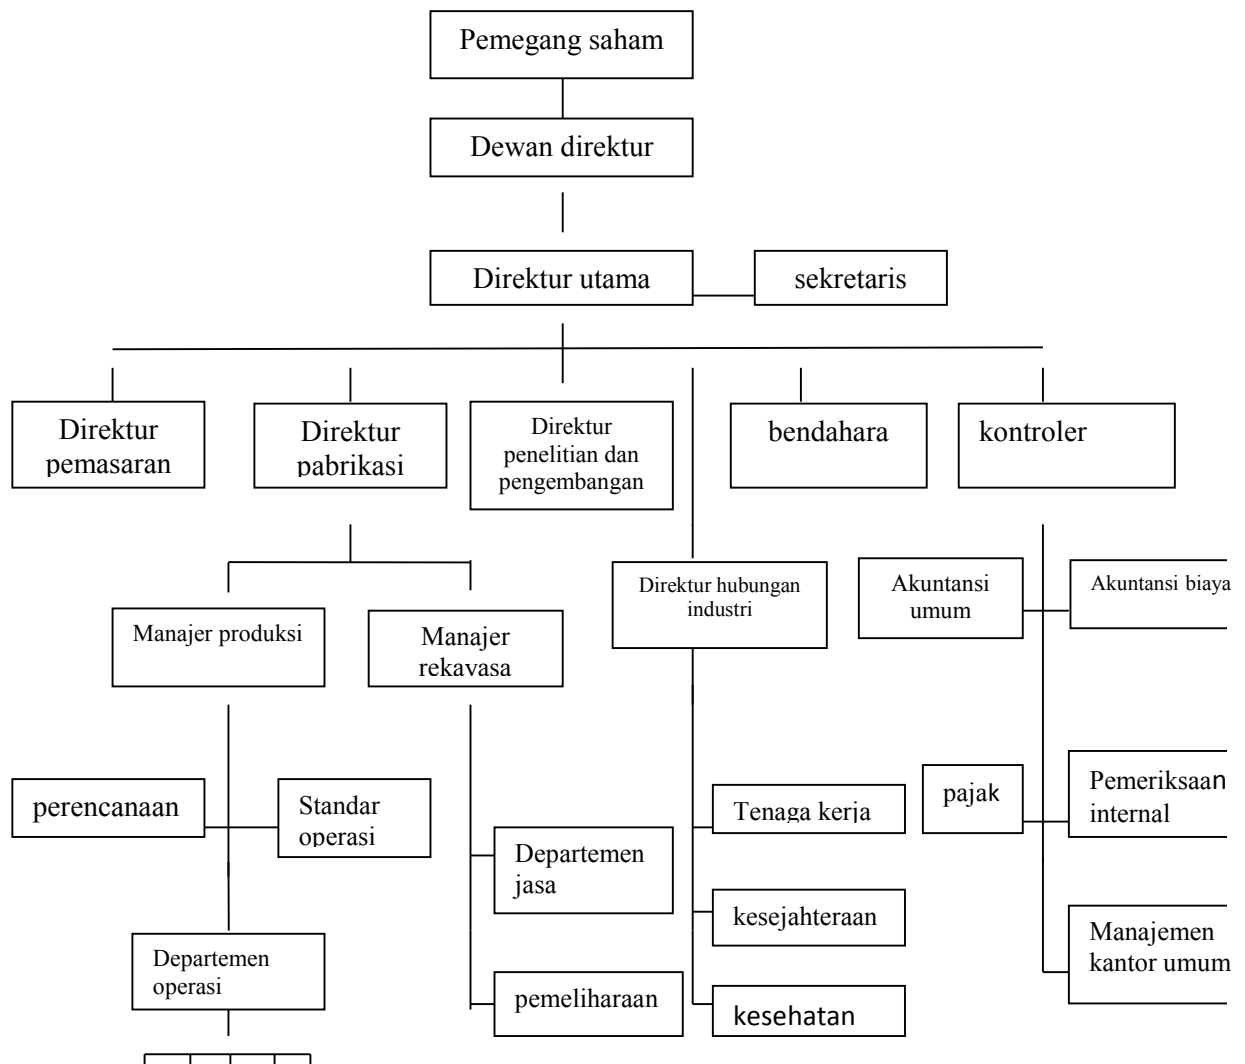 Pemegang saham
Dewan direktur
Direktur utama
sekretaris
Direktur
pemasaran
Direktur
pabrikasi
Direktur
penelitian dan
pengembangan
bendahara
kontroler
Direktur hubungan
industri
Akuntansi
umum
Akuntansi biaya
Manajer produksi
Manajer
rekavasa
perencanaan
Standar
operasi
Tenaga kerja
pajak
Pemeriksaan
internal
Departemen
jasa
kesejahteraan
Manajemen
kantor umum
Departemen
operasi
pemeliharaan
kesehatan